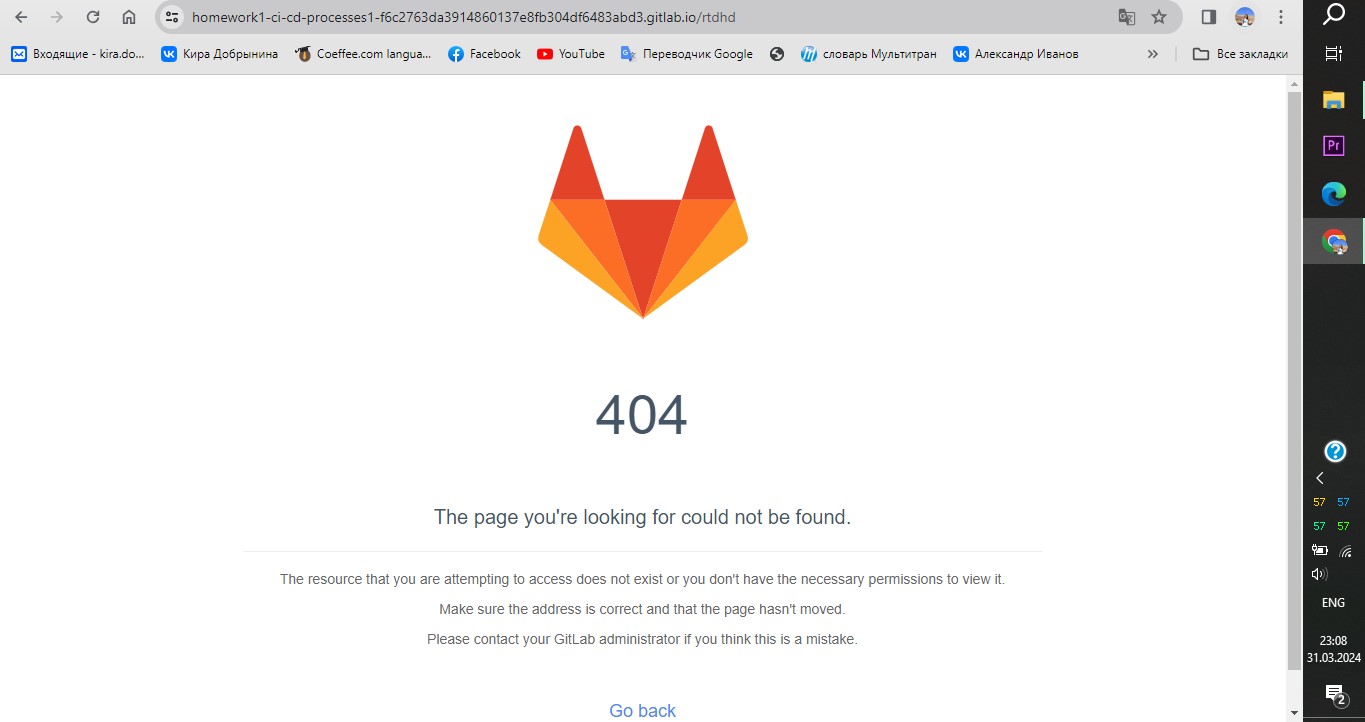 homework1-ci-cd-processes1-f6c2763da3914860137e8fb304df6483abd3.gitlab.io/rtdhd
Входящие - kira.do... Кира Добрынина Coeffee.com langua... Facebook YouTube Переводчик Google словарь Мультитран Александр Иванов » Все закладки
Pr
404
The page you're looking for could not be found.
The resource that you are attempting to access does not exist or you don't have the necessary permissions to view it.
Make sure the address is correct and that the page hasn't moved.
Please contact your GitLab administrator if you think this is a mistake.
Go back
57 57
57 57
ENG
23:08
31.03.2024
2